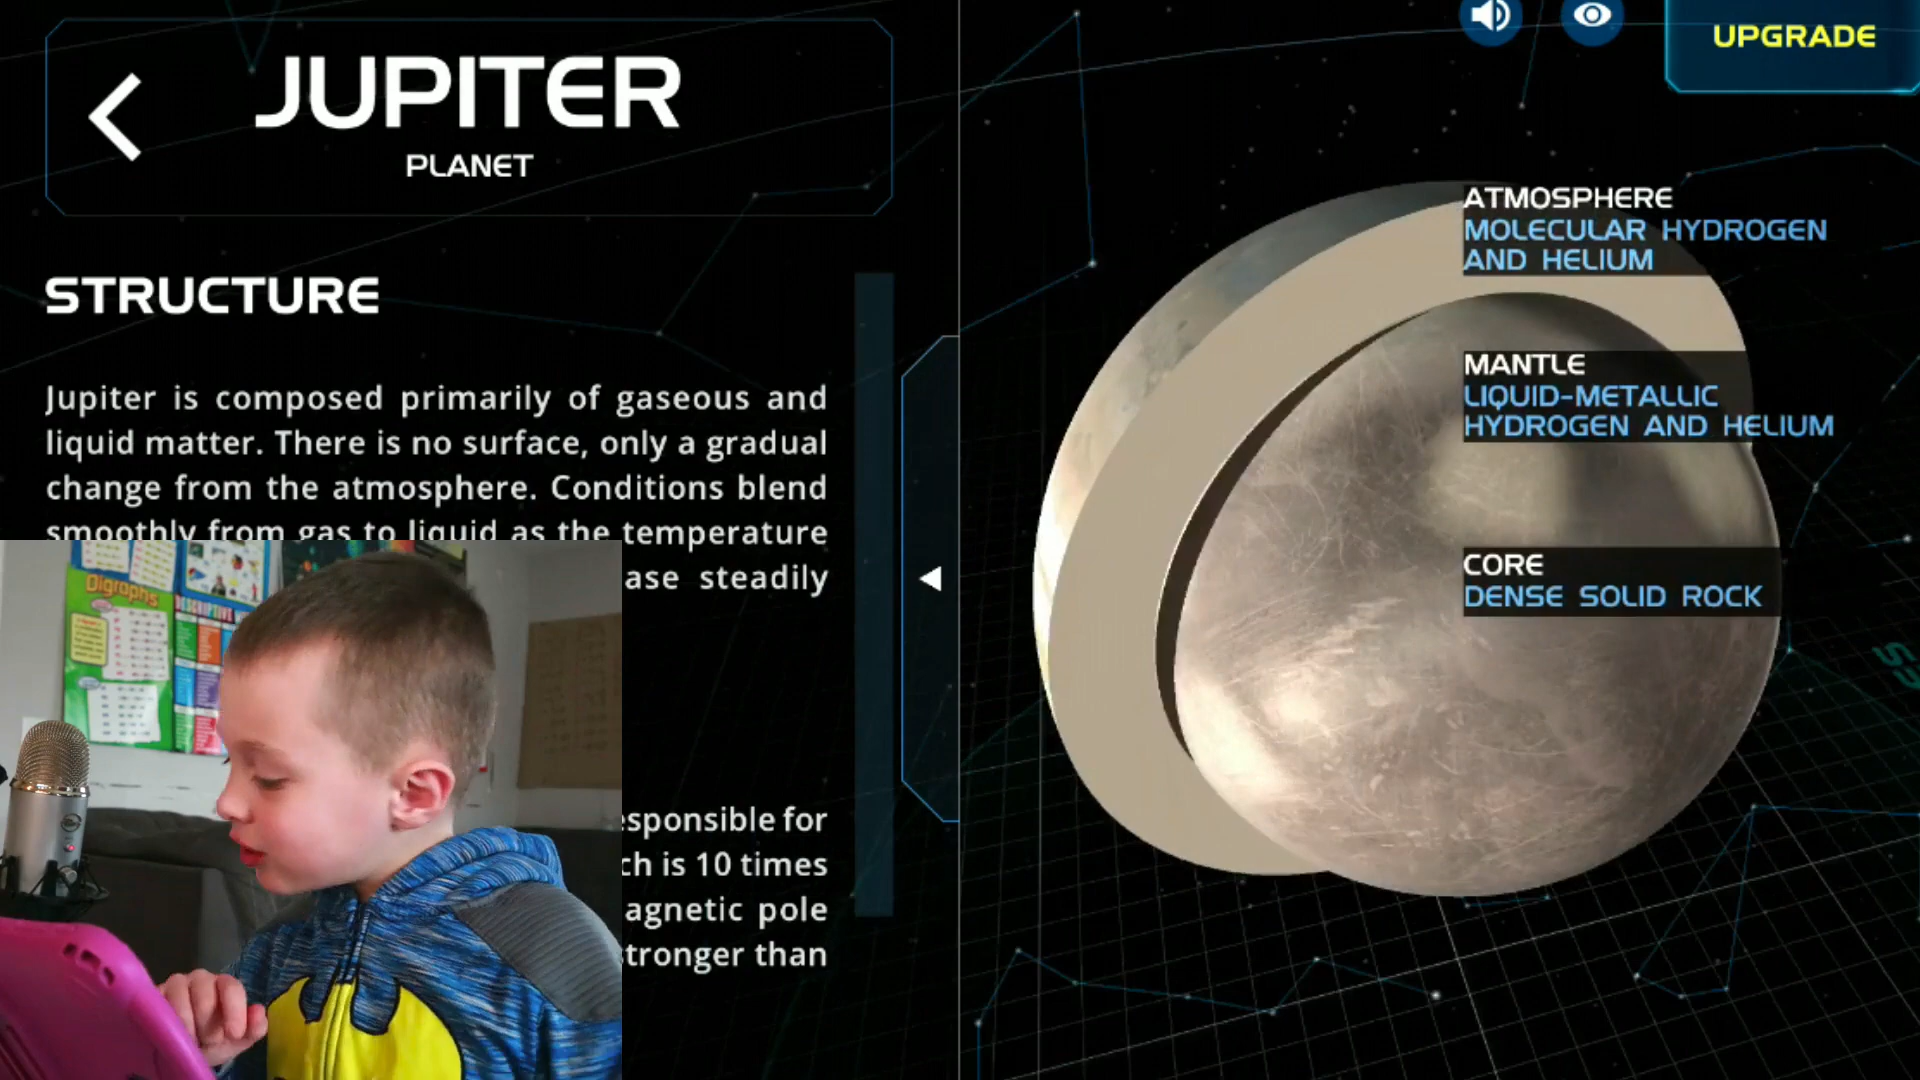 JUPITER
PLANET
STRUCTURE
Jupiter is composed primarily of gaseous and
liquid matter. There is no surface, only a gradual
change from the atmosphere. Conditions blend
smoothly from gas to liquid as the temperature
ase steadily
esponsible for
ch is 10 times
agnetic pole
stronger than
UPGRADE
ATMOSPHERE
MOLECULAR HYDROGEN
AND HELIUM
MANTLE
LIQUID-METALLIC
HYDROGEN AND HELIUM
CORE
DENSE SOLID ROCK
Digraphs